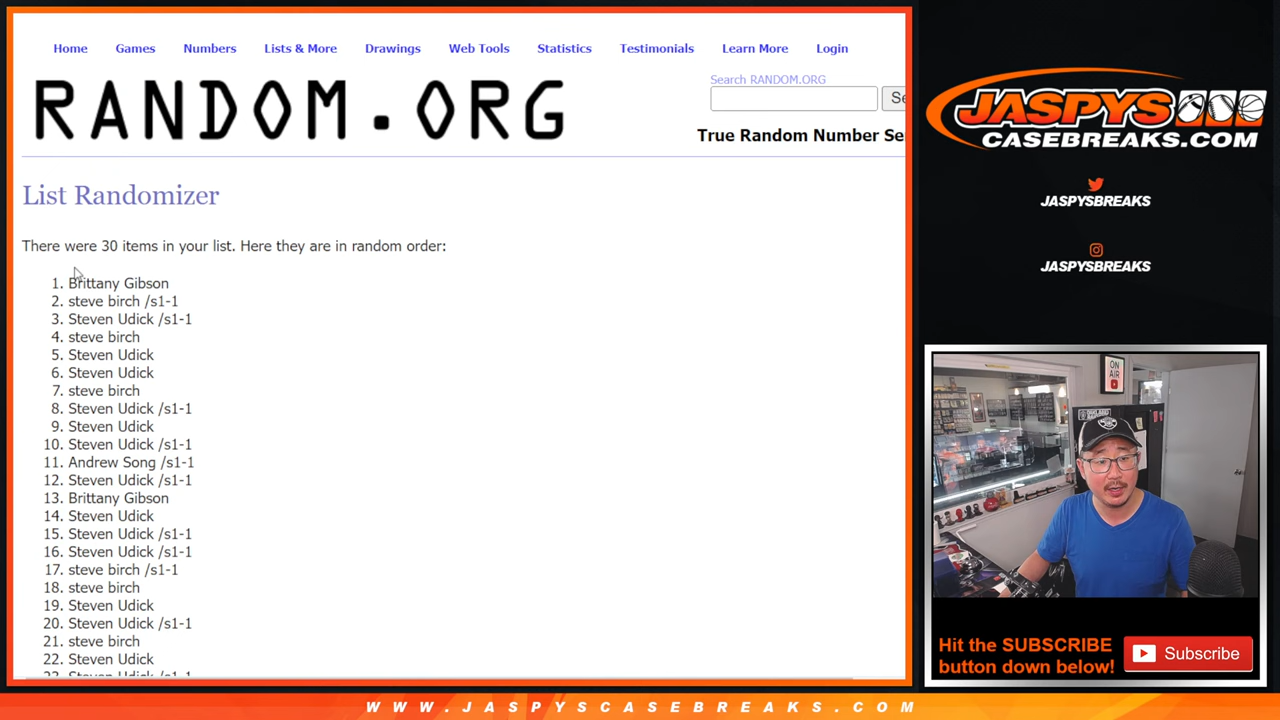 Home Games Numbers Lists & More Drawings Web Tools Statistics Testimonials Learn More Login
Search RANDOM.ORG
RANDOM.ORG
True Random Number Se
List Randomizer
There were 30 items in your list. Here they are in random order:
1. Brittany Gibson
2. steve birch /s1-1
3. Steven Udick /s1-1
4. steve birch
5. Steven Udick
6. Steven Udick
7. steve birch
8. Steven Udick /s1-1
9. Steven Udick
10. Steven Udick /s1-1
11. Andrew Song /s1-1
12. Steven Udick /s1-1
13. Brittany Gibson
14. Steven Udick
15. Steven Udick /s1-1
16. Steven Udick /s1-1
17. steve birch /s1-1
18. steve birch
19. Steven Udick
20. Steven Udick /s1-1
21. steve birch
22. Steven Udick
JASPYS
CASEBREAKS.COM
JASPYSBREAKS
JASPYSBREAKS
ON
AIR
Hit the SUBSCRIBE
button down below!
Subscribe
WWW.JASPYSCASEBREAKS.COM